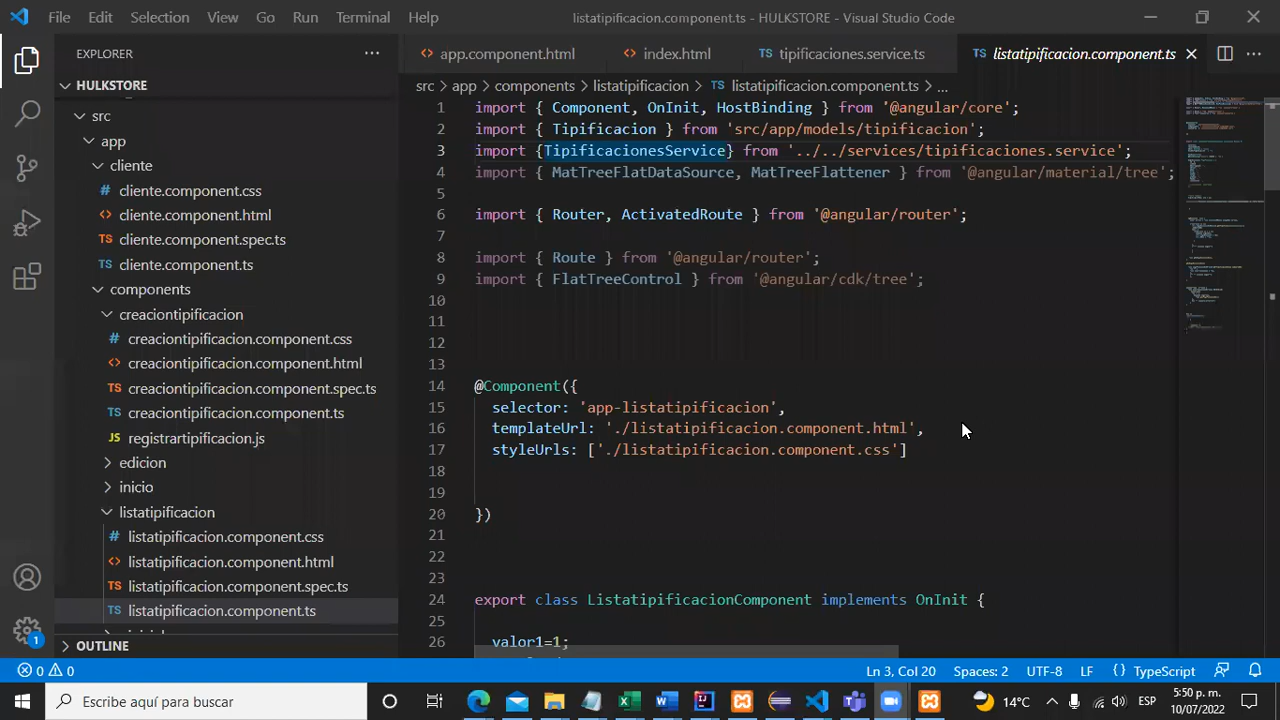 File Edit Selection View Go Run Terminal Help listatipificacion.component.ts - HULKSTORE - Visual Studio Code
EXPLORER
HULKSTORE
src
app
cliente
cliente.component.css
cliente.component.html
cliente.component.spec.ts
cliente.component.ts
components
creaciontipificacion
creaciontipificacion.component.css
creaciontipificacion.component.html
creaciontipificacion.component.spec.ts
creaciontipificacion.component.ts
registrartipificacion.js
edicion
inicio
listatipificacion
listatipificacion.component.css
listatipificacion.component.html
listatipificacion.component.spec.ts
listatipificacion.component.ts
OUTLINE
app.component.html index.html tipificaciones.service.ts listatipificacion.component.ts
src > app > components > listatipificacion > listatipificacion.component.ts > ...
1 import { Component, OnInit, HostBinding } from '@angular/core';
2 import { Tipificacion } from 'src/app/models/tipificacion';
3 import {TipificacionesService} from '../../services/tipificaciones.service';
4 import { MatTreeFlatDataSource, MatTreeFlattener } from '@angular/material/tree';
5
6 import { Router, ActivatedRoute } from '@angular/router';
7
8 import { Route } from '@angular/router';
9 import { FlatTreeControl } from '@angular/cdk/tree';
10
11
12
13
14 @Component({
15 selector: 'app-listatipificacion',
16 templateUrl: './listatipificacion.component.html',
17 styleUrls: ['./listatipificacion.component.css']
18
19
20 })
21
22
23
24 export class ListatipificacionComponent implements OnInit {
25
26 valor1=1;
1
0 0 Ln 3, Col 20 Spaces: 2 UTF-8 LF TypeScript
Escribe aquí para buscar 14°C ESP 5:50 p. m.
10/07/2022